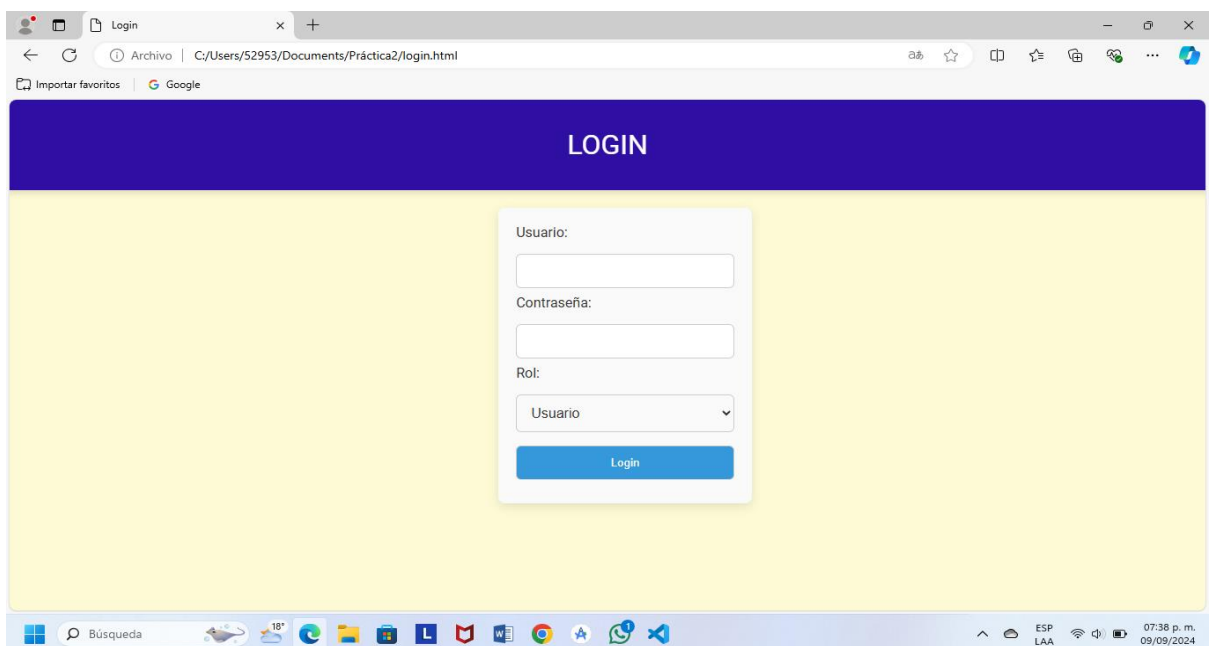 Login
Archivo C:/Users/52953/Documents/Práctica2/login.html
Importar favoritos Google
LOGIN
Usuario:
Contraseña:
Rol:
Usuario
Login
Búsqueda
18°
L
W
1
ESP
LAA
07:38 p. m.
09/09/2024